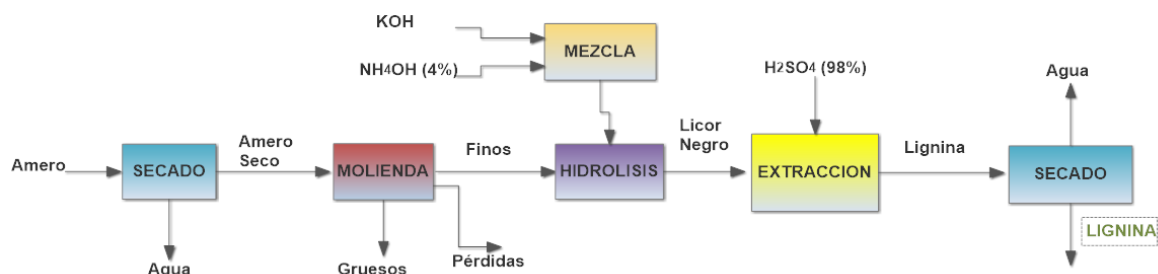 KOH
NH4OH (4%)
MEZCLA
H2SO4 (98%)
Agua
Amero
SECADO
Amero
Seco
MOLIENDA
Finos
HIDROLISIS
Licor
Negro
EXTRACCION
Lignina
SECADO
Agua
Gruesos
Pérdidas
LIGNINA